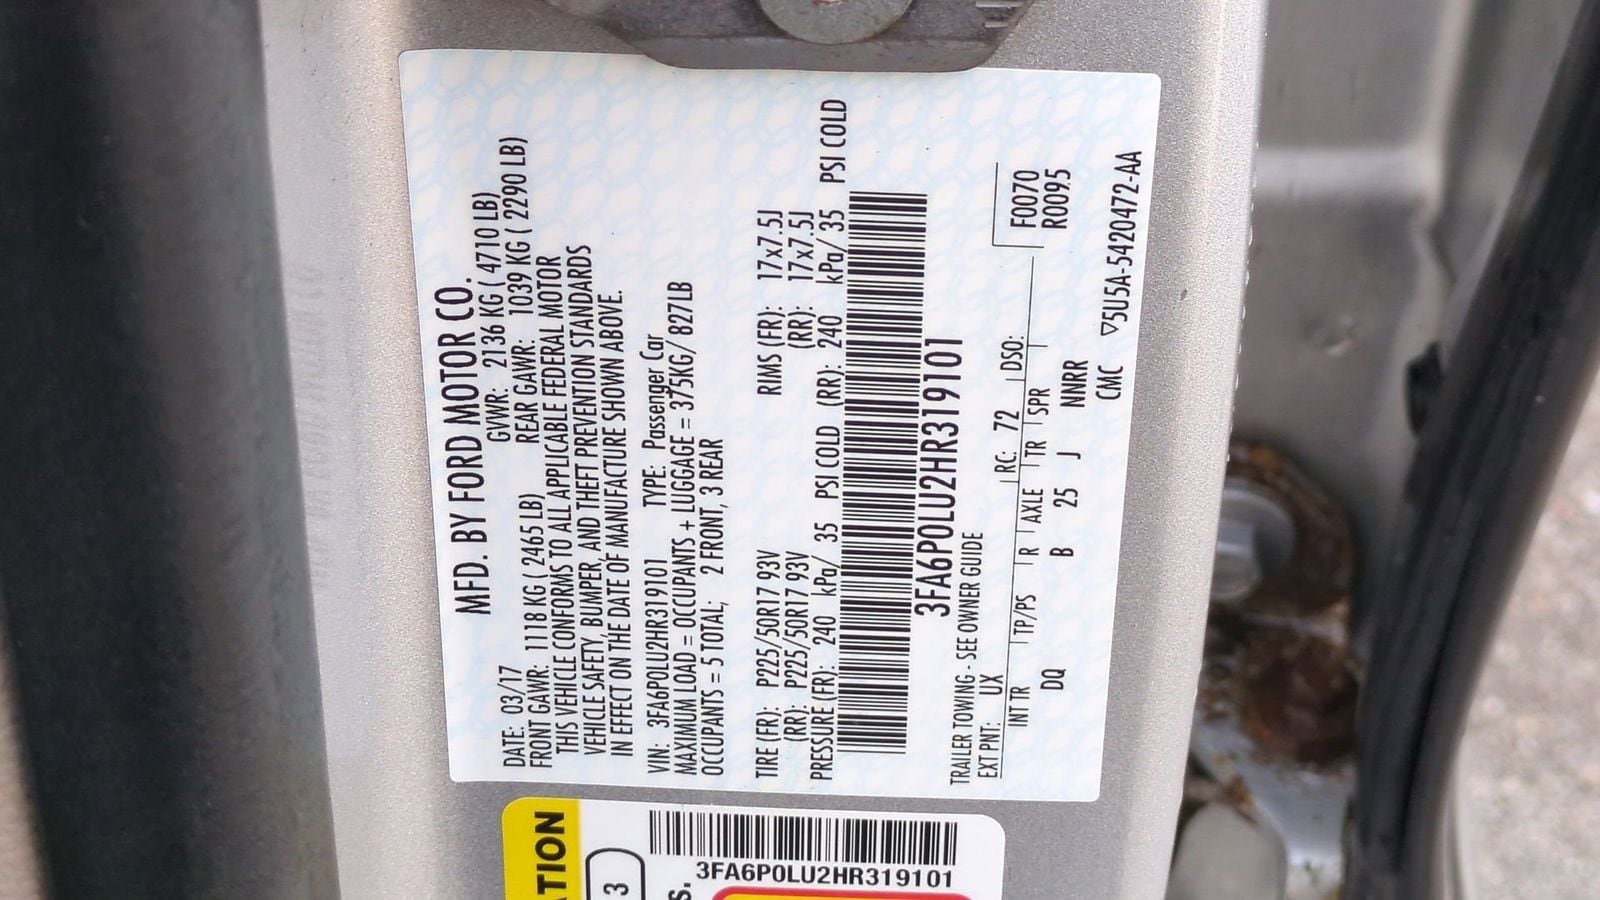 MFD. BY FORD MOTOR CO.
DATE: 03/17 GVWR: 2136 KG ( 4710 LB)
FRONT GAWR: 1118 KG ( 2465 LB) REAR GAWR: 1039 KG ( 2290 LB)
THIS VEHICLE CONFORMS TO ALL APPLICABLE FEDERAL MOTOR
VEHICLE SAFETY, BUMPER, AND THEFT PREVENTION STANDARDS
IN EFFECT ON THE DATE OF MANUFACTURE SHOWN ABOVE.
VIN: 3FA6P0LU2HR319101 TYPE: Passenger Car
MAXIMUM LOAD = OCCUPANTS + LUGGAGE = 375KG/ 827LB
OCCUPANTS = 5 TOTAL; 2 FRONT, 3 REAR
TIRE (FR): P225/50R17 93V RIMS (FR): 17x7.5J
(RR): P225/50R17 93V (RR): 17x7.5J
PRESSURE (FR): 240 kPa/ 35 PSI COLD (RR): 240 kPa/ 35 PSI COLD
3FA6P0LU2HR319101
TRAILER TOWING - SEE OWNER GUIDE
EXT PNT: UX RC: 72 DSO: F0070
R0095
INT TR TP/PS R AXLE TR SPR
DQ B 25 J NNRR
CMC ▽5U5A-5420472-AA
ATION
3
s.
3FA6P0LU2HR319101